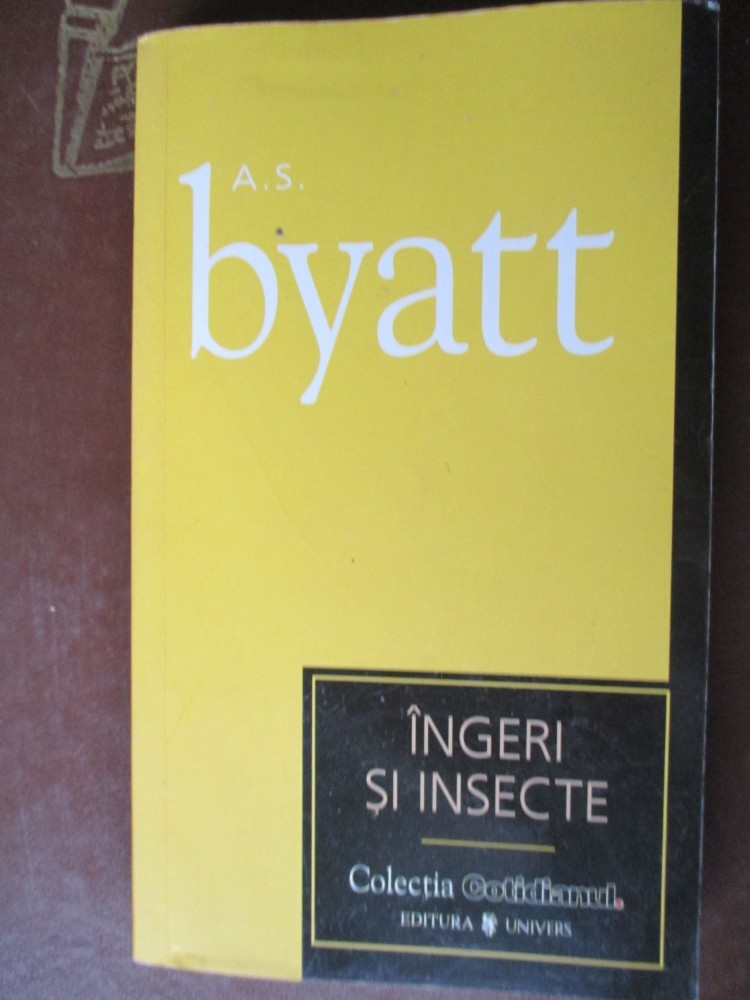 A.S.
byatt
ÎNGERI
ȘI INSECTE
Colecția Cotidianul.
EDITURA UNIVERS